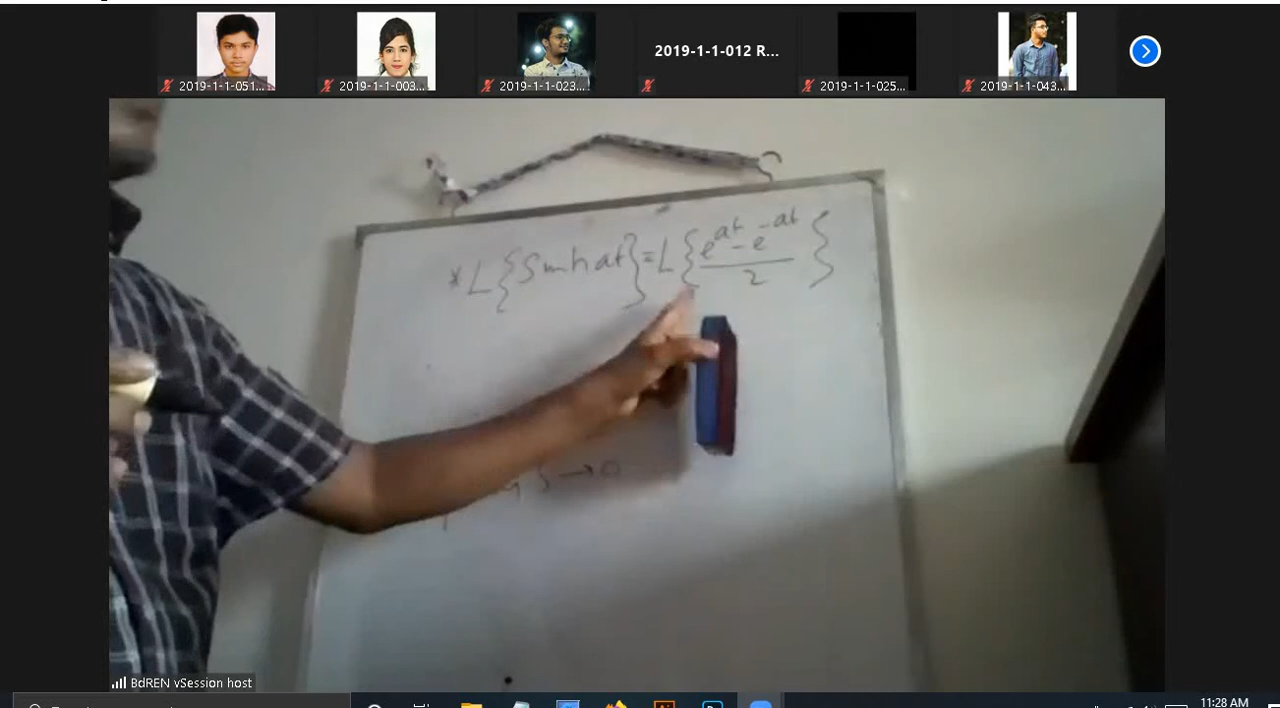 2019-1-1-051...
2019-1-1-003...
2019-1-1-023...
2019-1-1-012 R...
2019-1-1-025...
2019-1-1-043...
* L { Sinh at } = L { e^at - e^-at / 2 }
s → 0
BdREN vSession host
11:28 AM